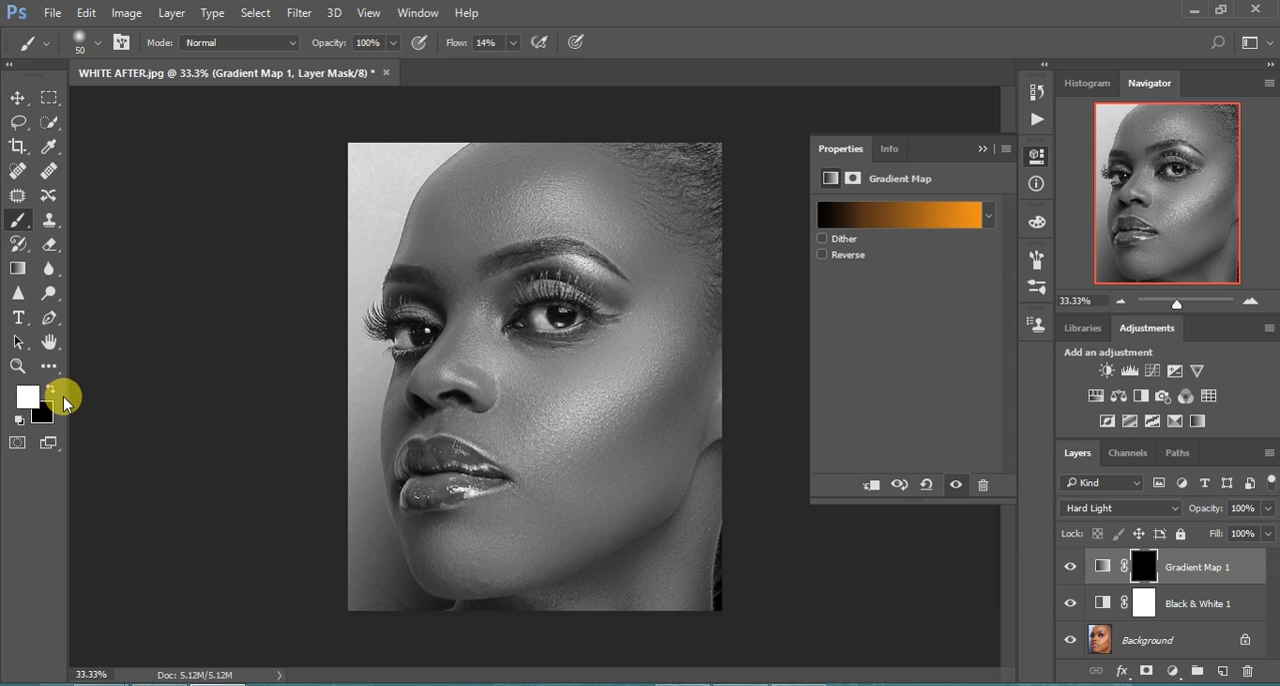 Ps File Edit Image Layer Type Select Filter 3D View Window Help
50 Mode: Normal Opacity: 100% Flow: 14%
WHITE AFTER.jpg @ 33.3% (Gradient Map 1, Layer Mask/8) * ×
Histogram Navigator
Properties Info
Gradient Map
Dither
Reverse
33.33%
Libraries Adjustments
Add an adjustment
Layers Channels Paths
Kind
Hard Light Opacity: 100%
Lock: Fill: 100%
Gradient Map 1
Black & White 1
Background
fx
33.33% Doc: 5.12M/5.12M